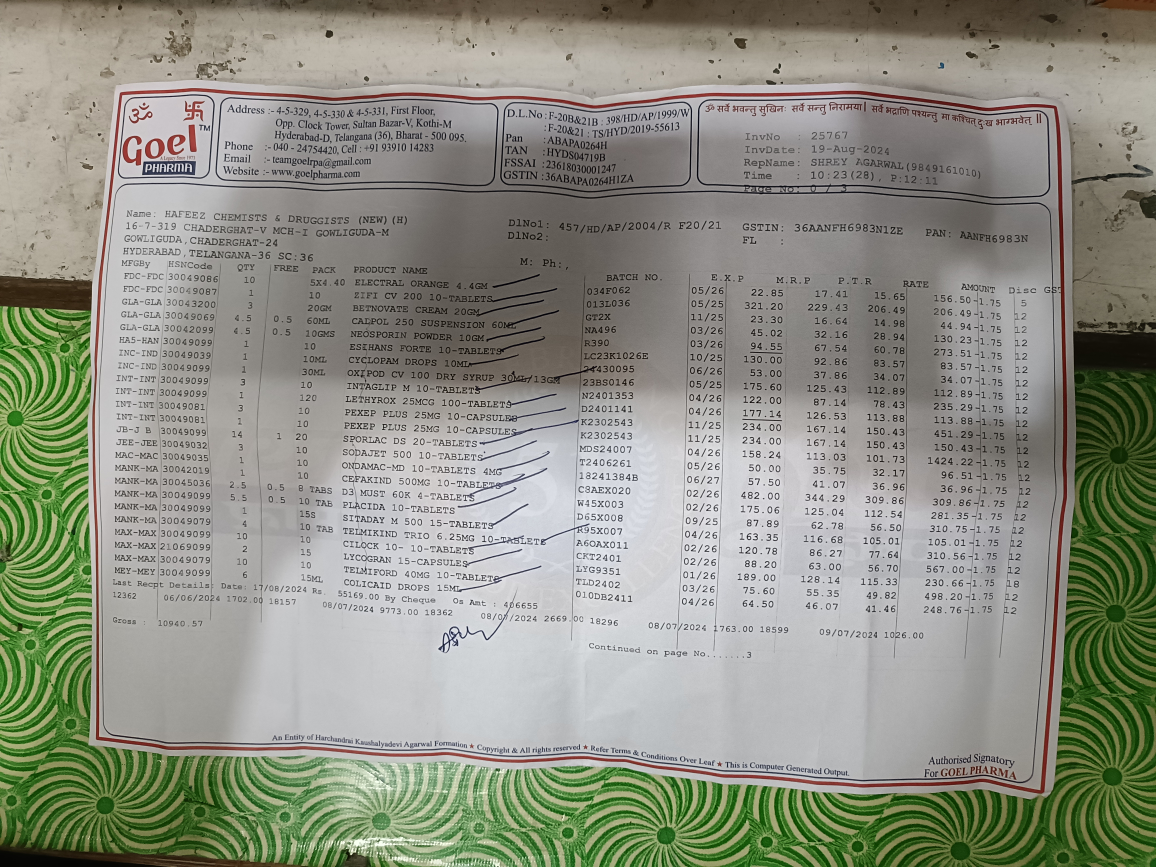 Goel™
A Legacy Since 1973
PHARMA
Address :- 4-5-329, 4-5-330 & 4-5-331, First Floor,
Opp. Clock Tower, Sultan Bazar-V, Kothi-M
Hyderabad-D, Telangana (36), Bharat - 500 095.
Phone :- 040 - 24754420, Cell : +91 93910 14283
Email :- teamgoelrpa@gmail.com
Website :- www.goelpharma.com
D.L.No : F-20B&21B : 398/HD/AP/1999/W
: F-20&21 : TS/HYD/2019-55613
Pan : ABAPA0264H
TAN : HYDS04719B
FSSAI : 23618030001247
GSTIN : 36ABAPA0264H1ZA
ॐ सर्वे भवन्तु सुखिनः सर्वे सन्तु निरामया। सर्वे भद्राणि पश्यन्तु मा कश्चित दुःख भाग्भवेत् ॥
InvNo : 25767
InvDate: 19-Aug-2024
RepName: SHREY AGARWAL(9849161010)
Time : 10:23(28), P:12:11
Page No: 0 / 3
Name: HAFEEZ CHEMISTS & DRUGGISTS (NEW)(H)
16-7-319 CHADERGHAT-V MCH-I GOWLIGUDA-M
GOWLIGUDA,CHADERGHAT-24
HYDERABAD,TELANGANA-36 SC:36
M: Ph:,
DlNo1: 457/HD/AP/2004/R F20/21
DlNo2:
GSTIN: 36AANFH6983N1ZE PAN: AANFH6983N
FL :
MFGBy HSNCode QTY FREE PACK PRODUCT NAME BATCH NO. E.X.P M.R.P P.T.R RATE AMOUNT Disc GST
FDC-FDC 30049086 10 5X4.40 ELECTRAL ORANGE 4.4GM 034F062 05/26 22.85 17.41 15.65 156.50-1.75 5
FDC-FDC 30049087 1 10 ZIFI CV 200 10-TABLETS 013L036 05/26 321.20 229.43 206.49 206.49-1.75 12
GLA-GLA 30043200 3 20GM BETNOVATE CREAM 20GM GT2X 11/25 23.30 16.64 14.98 44.94-1.75 12
GLA-GLA 30049069 4.5 0.5 60ML CALPOL 250 SUSPENSION 60ML NA496 03/26 45.02 32.16 28.94 130.23-1.75 12
GLA-GLA 30042099 4.5 0.5 10GMS NEOSPORIN POWDER 10GM R390 03/26 94.55 67.54 60.78 273.51-1.75 12
HA5-HAN 30049099 1 10 ESIHANS FORTE 10-TABLETS LC23K1026E 10/25 130.00 92.86 83.57 83.57-1.75 12
INC-IND 30049039 1 10ML CYCLOPAM DROPS 10ML 24430095 06/26 53.00 37.86 34.07 34.07-1.75 12
INC-IND 30049099 1 30ML OXIPOD CV 100 DRY SYRUP 30ML/13GM 23BS0146 05/25 175.60 125.43 112.89 112.89-1.75 12
INT-INT 30049099 3 10 INTAGLIP M 10-TABLETS N2401353 04/26 122.00 87.14 78.43 235.29-1.75 12
INT-INT 30049099 1 120 LETHYROX 25MCG 100-TABLETS D2401141 04/26 177.14 126.53 113.88 113.88-1.75 12
INT-INT 30049081 3 10 PEXEP PLUS 25MG 10-CAPSULES K2302543 11/25 234.00 167.14 150.43 451.29-1.75 12
INT-INT 30049081 1 10 PEXEP PLUS 25MG 10-CAPSULES K2302543 11/25 234.00 167.14 150.43 150.43-1.75 12
JB-J B 30049099 14 1 20 SPORLAC DS 20-TABLETS MDS24007 04/26 158.24 113.03 101.73 1424.22-1.75 12
JEE-JEE 30049032 3 10 SODAJET 500 10-TABLETS T2406261 05/26 50.00 35.75 32.17 96.51-1.75 12
MAC-MAC 30049035 1 10 ONDAMAC-MD 10-TABLETS 4MG 18241384B 06/27 57.50 41.07 36.96 36.96-1.75 12
MANK-MA 30042019 1 10 CEFAKIND 500MG 10-TABLETS C8AEX020 02/26 482.00 344.29 309.86 309.86-1.75 12
MANK-MA 30045036 2.5 0.5 8 TABS D3 MUST 60K 4-TABLETS W45X003 02/26 175.06 125.04 112.54 281.35-1.75 12
MANK-MA 30049099 5.5 0.5 10 TAB PLACIDA 10-TABLETS D65X008 09/25 87.89 62.78 56.50 310.75-1.75 12
MANK-MA 30049099 1 15S SITADAY M 500 15-TABLETS R95X007 04/26 163.35 116.68 105.01 105.01-1.75 12
MANK-MA 30049079 4 10 TAB TELMIKIND TRIO 6.25MG 10-TABLETS A6OAX011 02/26 120.78 86.27 77.64 310.56-1.75 12
MAX-MAX 30049099 10 10 CILOCK 10- 10-TABLETS CKT2401 02/26 88.20 63.00 56.70 567.00-1.75 12
MAX-MAX 21069099 2 15 LYCOGRAN 15-CAPSULES LYG9351 01/26 189.00 128.14 115.33 230.66-1.75 18
MAX-MAX 30049079 10 10 TELMIFORD 40MG 10-TABLETS TLD2402 03/26 75.60 55.35 49.82 498.20-1.75 12
MEY-MEY 30049099 6 15ML COLICAID DROPS 15ML 010DB2411 04/26 64.50 46.07 41.46 248.76-1.75 12
Last Recpt Details: Date: 17/08/2024 Rs. 55169.00 By Cheque Os Amt : 406655
12362 06/06/2024 1702.00 18157 08/07/2024 9773.00 18362 08/07/2024 2669.00 18296 08/07/2024 1763.00 18599 09/07/2024 1026.00
Gross : 10940.57
Continued on page No.......3
An Entity of Harchandrai Kaushalyadevi Agarwal Formation ★ Copyright & All rights reserved ★ Refer Terms & Conditions Over Leaf ★ This is Computer Generated Output.
Authorised Signatory
For GOEL PHARMA